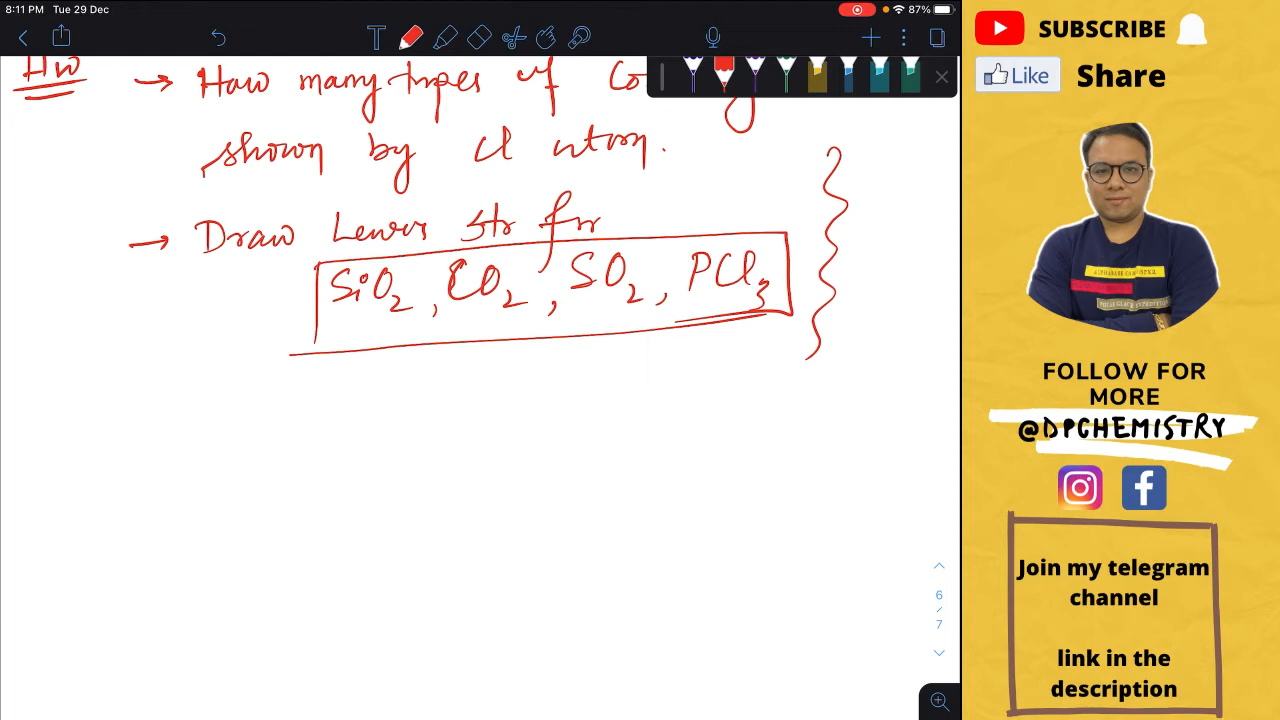 8:11 PM Tue 29 Dec
87%
HW → How many types of Co
shown by Cl atom.
→ Draw Lewis Str for
SiO2, CO2, SO2, PCl3
6
7
SUBSCRIBE
Like Share
FOLLOW FOR
MORE
@DPCHEMISTRY
Join my telegram
channel
link in the
description